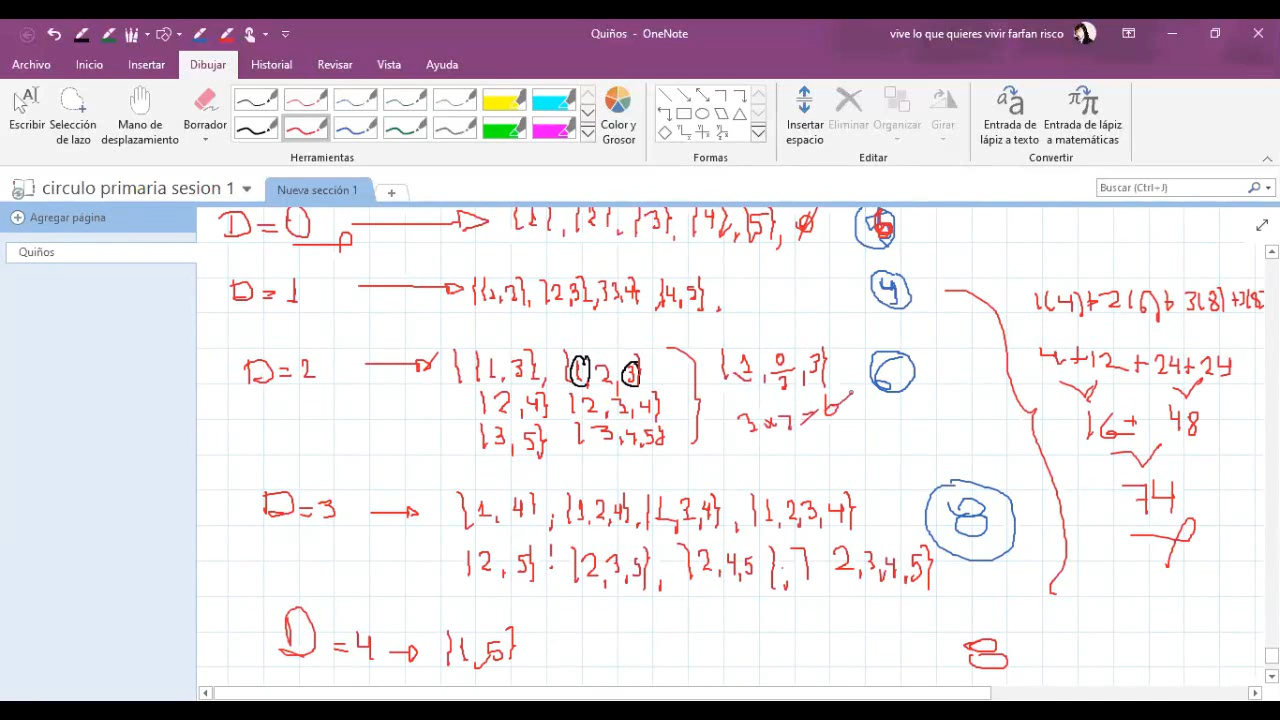 Quiños - OneNote
vive lo que quieres vivir farfan risco
Archivo Inicio Insertar Dibujar Historial Revisar Vista Ayuda
Escribir
Selección de lazo
Mano de desplazamiento
Borrador
Color y Grosor
Insertar espacio
Eliminar
Organizar
Girar
Entrada de lápiz a texto
Entrada de lápiz a matemáticas
Herramientas Formas Editar Convertir
circulo primaria sesion 1
Nueva sección 1
Buscar (Ctrl+J)
Agregar página
Quiños
D = 0 → {1}, {2}, {3}, {4}, {5}, ∅ 6
D = 1 → {{1,2}, {2,3}, {3,4}, {4,5}. 4
1(4)+2(6)+3(8)+3(8
D = 2 → { {1,3}, {1,2,3}
{2,4} {2,3,4}
{3,5} {3,4,5}
4+12+24+24
16+ 48
74
D = 3 → {1,4}, {1,2,4}, {1,3,4}, {1,2,3,4} 8
{2,5} {2,3,5}, {2,4,5}, 2,3,4,5}
D = 4 → {1,5} 8